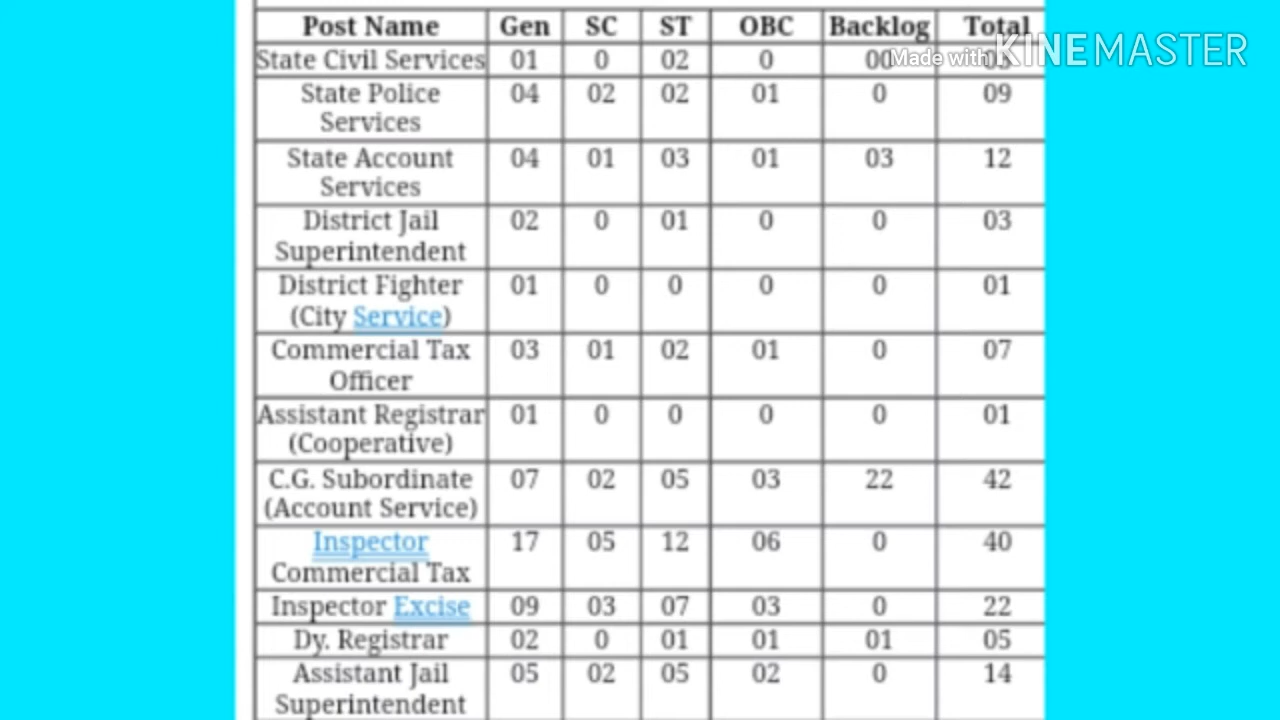 Post Name Gen SC ST OBC Backlog Total
Made with KINEMASTER
State Civil Services 01 0 02 0 00
State Police 04 02 02 01 0 09
Services
State Account 04 01 03 01 03 12
Services
District Jail 02 0 01 0 0 03
Superintendent
District Fighter 01 0 0 0 0 01
(City Service)
Commercial Tax 03 01 02 01 0 07
Officer
Assistant Registrar 01 0 0 0 0 01
(Cooperative)
C.G. Subordinate 07 02 05 03 22 42
(Account Service)
Inspector 17 05 12 06 0 40
Commercial Tax
Inspector Excise 09 03 07 03 0 22
Dy. Registrar 02 0 01 01 01 05
Assistant Jail 05 02 05 02 0 14
Superintendent